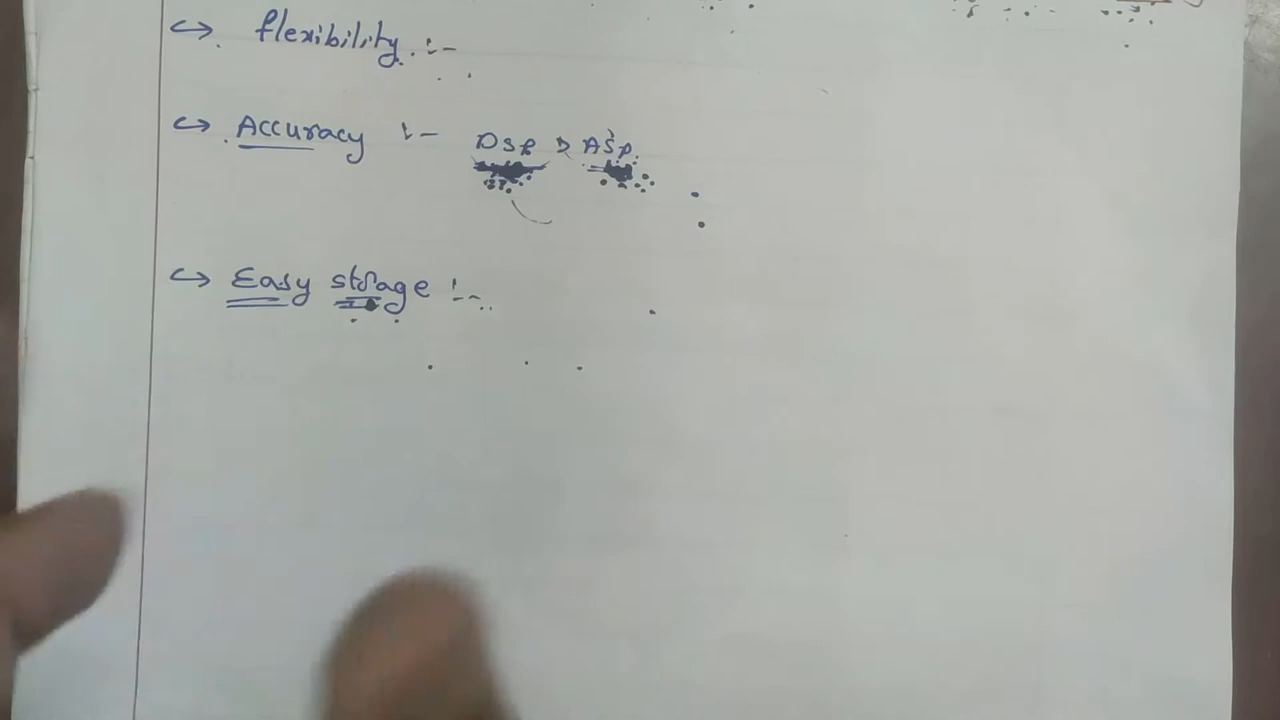 ↔ flexibility :-
↔ Accuracy :- DSP > ASP
↔ Easy storage :-